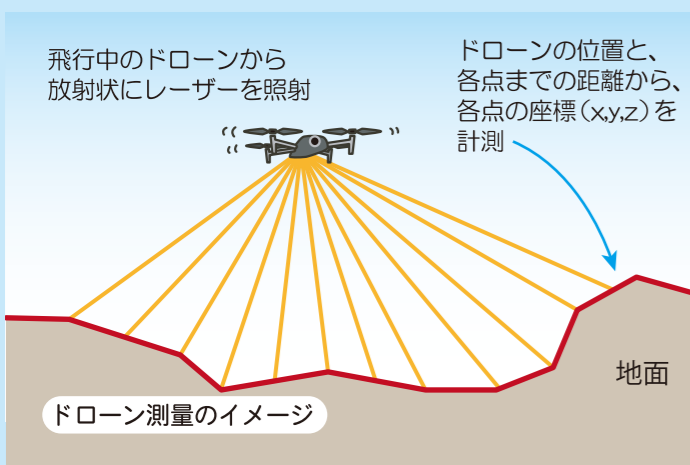 飛行中のドローンから
放射状にレーザーを照射
ドローンの位置と、
各点までの距離から、
各点の座標(x,y,z)を
計測
地面
ドローン測量のイメージ